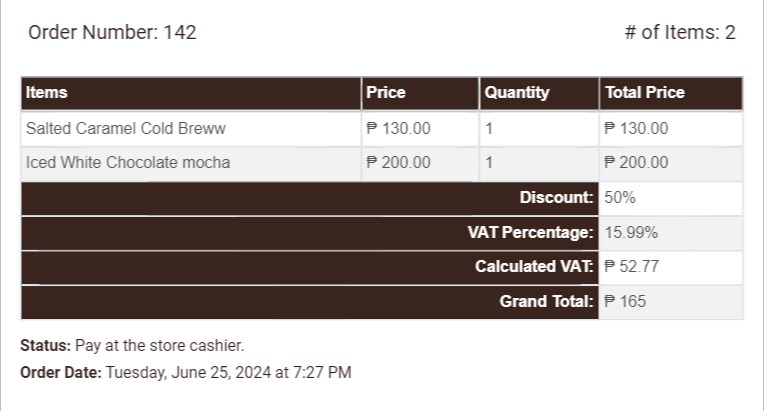 Order Number: 142 # of Items: 2
Items Price Quantity Total Price
Salted Caramel Cold Breww ₱ 130.00 1 ₱ 130.00
Iced White Chocolate mocha ₱ 200.00 1 ₱ 200.00
Discount: 50%
VAT Percentage: 15.99%
Calculated VAT: ₱ 52.77
Grand Total: ₱ 165
Status: Pay at the store cashier.
Order Date: Tuesday, June 25, 2024 at 7:27 PM